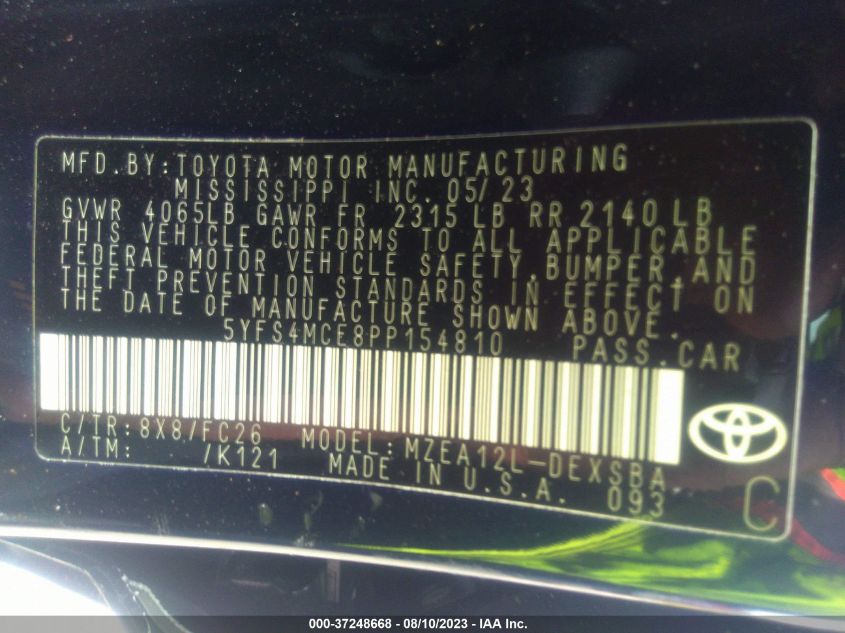 MFD. BY: TOYOTA MOTOR MANUFACTURING
MISSISSIPPI INC. 05/23
GVWR 4065LB GAWR FR 2315 LB RR 2140 LB
THIS VEHICLE CONFORMS TO ALL APPLICABLE
FEDERAL MOTOR VEHICLE SAFETY, BUMPER, AND
THEFT PREVENTION STANDARDS IN EFFECT ON
THE DATE OF MANUFACTURE SHOWN ABOVE.
5YFS4MCE8PP154810 PASS. CAR
C/TR: 8X8/FC26 MODEL: MZEA12L-DEXSBA
A/TM: /K121 MADE IN U.S.A. 093
C
000-37248668 - 08/10/2023 - IAA Inc.